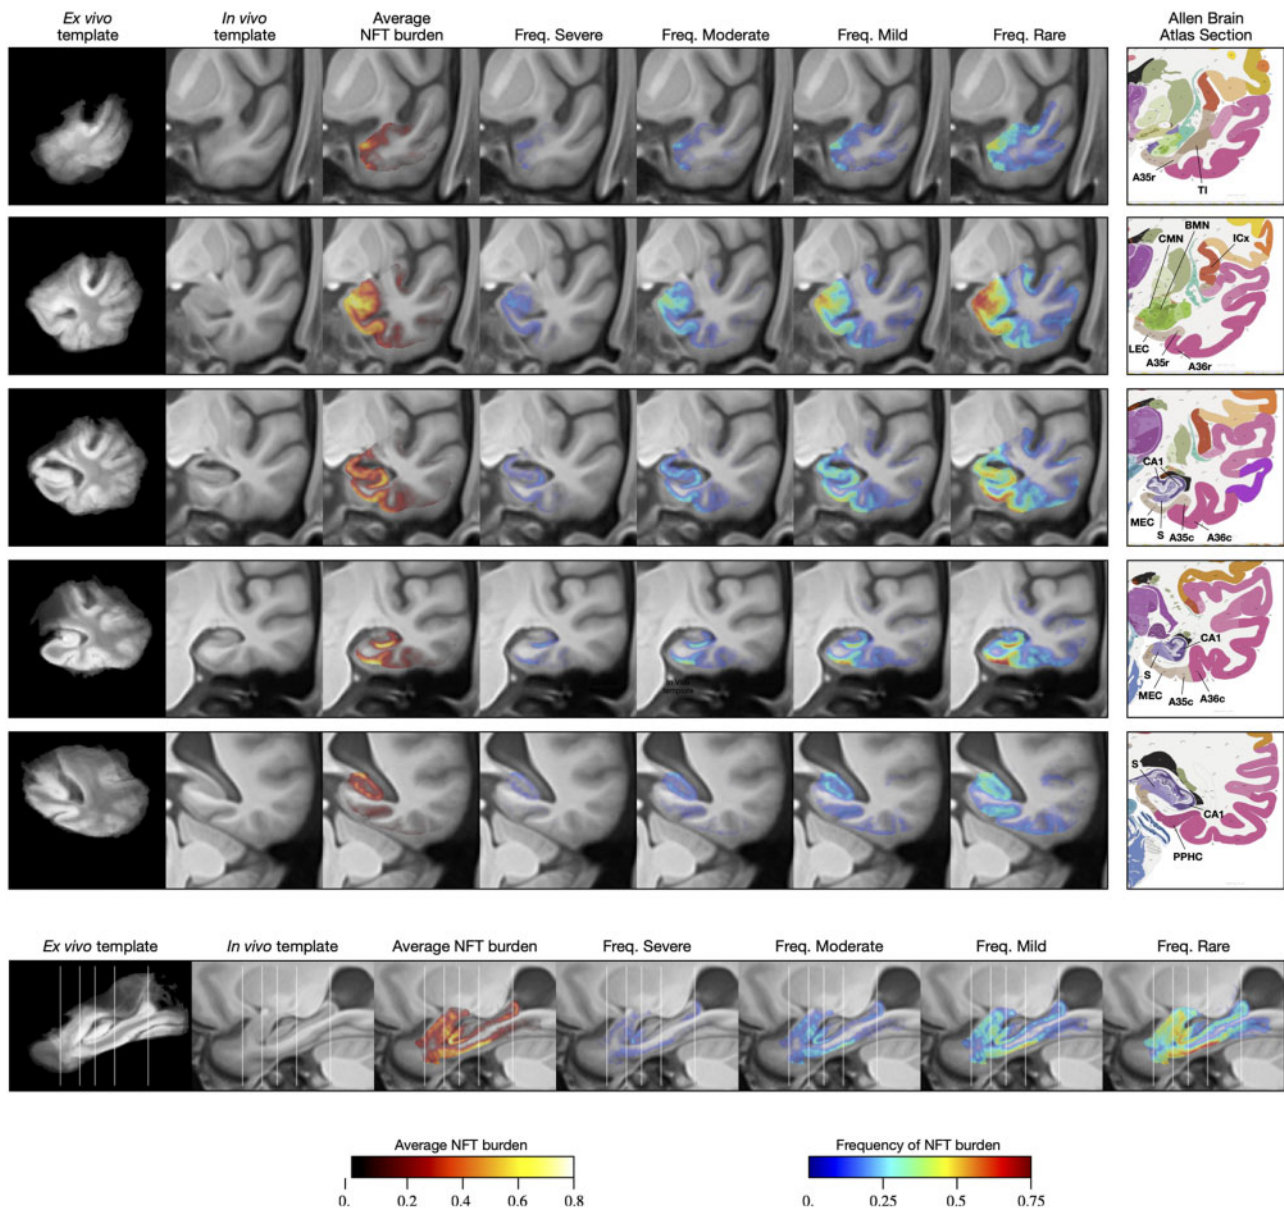 Ex vivo
template
In vivo
template
Average
NFT burden
Freq. Severe
Freq. Moderate
Freq. Mild
Freq. Rare
Allen Brain
Atlas Section
A35r
TI
CMN
BMN
ICx
LEC
A35r
A36r
CA1
MEC
S
A35c
A36c
In vivo
template
CA1
S
MEC
A35c
A36c
S
CA1
PPHC
Ex vivo template
In vivo template
Average NFT burden
Freq. Severe
Freq. Moderate
Freq. Mild
Freq. Rare
Average NFT burden
0.
0.2
0.4
0.6
0.8
Frequency of NFT burden
0.
0.25
0.5
0.75